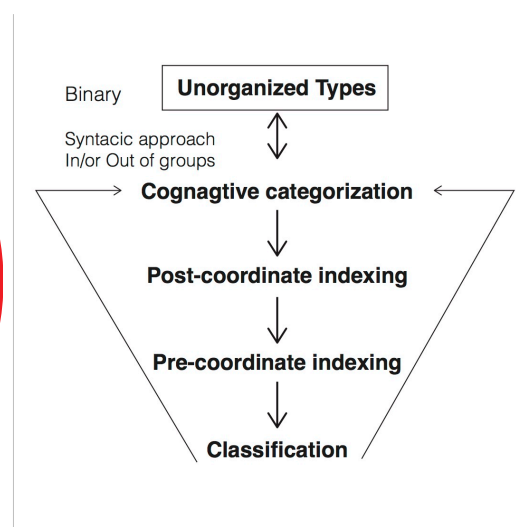 Unorganized Types
Binary
Syntacic approach
In/or Out of groups
Cognagtive categorization
Post-coordinate indexing
Pre-coordinate indexing
Classification